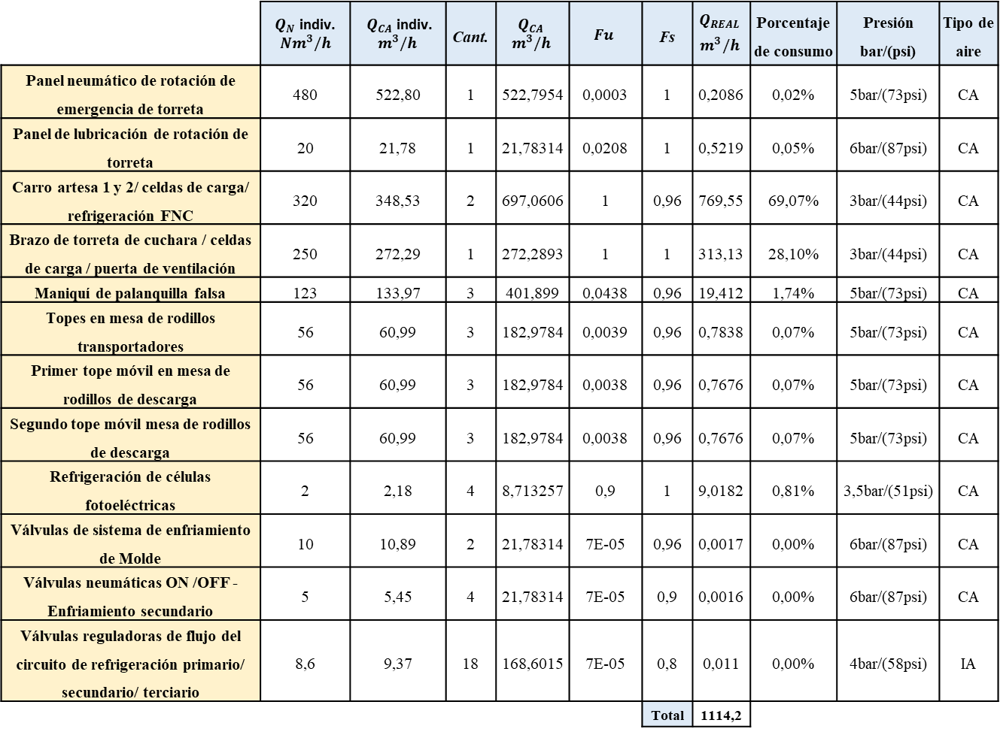 Q_N indiv. Nm³/h Q_CA indiv. m³/h Cant. Q_CA m³/h Fu Fs Q_REAL m³/h Porcentaje de consumo Presión bar/(psi) Tipo de aire
Panel neumático de rotación de
emergencia de torreta 480 522,80 1 522,7954 0,0003 1 0,2086 0,02% 5bar/(73psi) CA
Panel de lubricación de rotación de
torreta 20 21,78 1 21,78314 0,0208 1 0,5219 0,05% 6bar/(87psi) CA
Carro artesa 1 y 2/ celdas de carga/
refrigeración FNC 320 348,53 2 697,0606 1 0,96 769,55 69,07% 3bar/(44psi) CA
Brazo de torreta de cuchara / celdas
de carga / puerta de ventilación 250 272,29 1 272,2893 1 1 313,13 28,10% 3bar/(44psi) CA
Maniquí de palanquilla falsa 123 133,97 3 401,899 0,0438 0,96 19,412 1,74% 5bar/(73psi) CA
Topes en mesa de rodillos
transportadores 56 60,99 3 182,9784 0,0039 0,96 0,7838 0,07% 5bar/(73psi) CA
Primer tope móvil en mesa de
rodillos de descarga 56 60,99 3 182,9784 0,0038 0,96 0,7676 0,07% 5bar/(73psi) CA
Segundo tope móvil mesa de rodillos
de descarga 56 60,99 3 182,9784 0,0038 0,96 0,7676 0,07% 5bar/(73psi) CA
Refrigeración de células
fotoeléctricas 2 2,18 4 8,713257 0,9 1 9,0182 0,81% 3,5bar/(51psi) CA
Válvulas de sistema de enfriamiento
de Molde 10 10,89 2 21,78314 7E-05 0,96 0,0017 0,00% 6bar/(87psi) CA
Válvulas neumáticas ON /OFF -
Enfriamiento secundario 5 5,45 4 21,78314 7E-05 0,9 0,0016 0,00% 6bar/(87psi) CA
Válvulas reguladoras de flujo del
circuito de refrigeración primario/
secundario/ terciario 8,6 9,37 18 168,6015 7E-05 0,8 0,011 0,00% 4bar/(58psi) IA
Total 1114,2